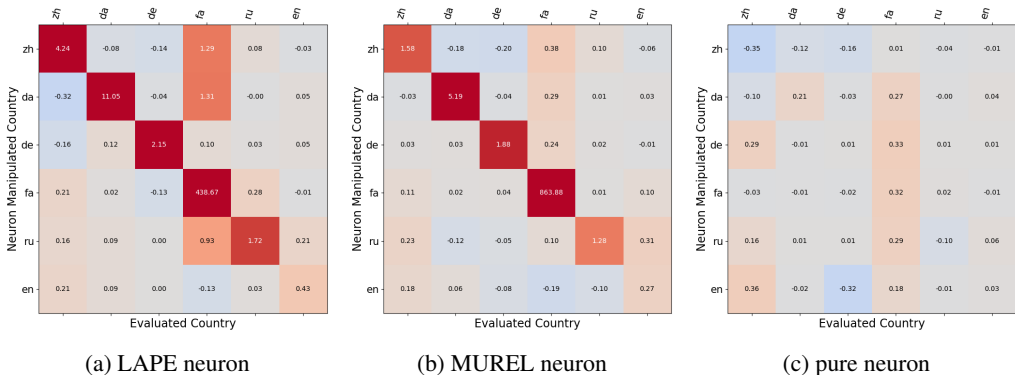 zh da de fa ru en
Neuron Manipulated Country
zh 4.24 -0.08 -0.14 1.29 0.08 -0.03
da -0.32 11.05 -0.04 1.31 -0.00 0.05
de -0.16 0.12 2.15 0.10 0.03 0.05
fa 0.21 0.02 -0.13 438.67 0.28 -0.01
ru 0.16 0.09 0.00 0.93 1.72 0.21
en 0.21 0.09 0.00 -0.13 0.03 0.43
Evaluated Country
(a) LAPE neuron
zh da de fa ru en
Neuron Manipulated Country
zh 1.58 -0.18 -0.20 0.38 0.10 -0.06
da -0.03 5.19 -0.04 0.29 0.01 0.03
de 0.03 0.03 1.88 0.24 0.02 -0.01
fa 0.11 0.02 0.04 863.88 0.01 0.10
ru 0.23 -0.12 -0.05 0.10 1.28 0.31
en 0.18 0.06 -0.08 -0.19 -0.10 0.27
Evaluated Country
(b) MUREL neuron
zh da de fa ru en
Neuron Manipulated Country
zh -0.35 -0.12 -0.16 0.01 -0.04 -0.01
da -0.10 0.21 -0.03 0.27 -0.00 0.04
de 0.29 -0.01 0.01 0.33 0.01 0.01
fa -0.03 -0.01 -0.02 0.32 0.02 -0.01
ru 0.16 0.01 0.01 0.29 -0.10 0.06
en 0.36 -0.02 -0.32 0.18 -0.01 0.03
Evaluated Country
(c) pure neuron